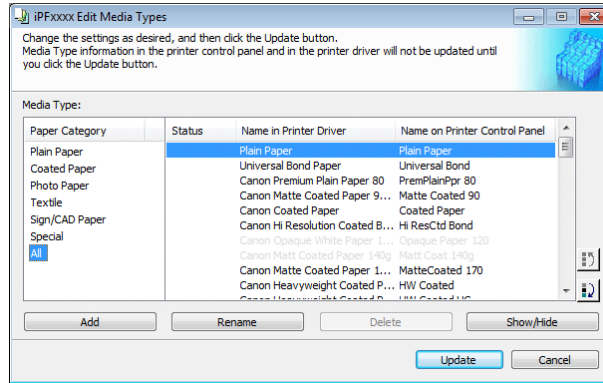 iPFxxxx Edit Media Types
Change the settings as desired, and then click the Update button.
Media Type information in the printer control panel and in the printer driver will not be updated until
you click the Update button.
Media Type:
Paper Category Status Name in Printer Driver Name on Printer Control Panel
Plain Paper Plain Paper Plain Paper
Coated Paper Universal Bond Paper Universal Bond
Photo Paper Canon Premium Plain Paper 80 PremPlainPpr 80
Textile Canon Matte Coated Paper 9... Matte Coated 90
Sign/CAD Paper Canon Coated Paper Coated Paper
Special Canon Hi Resolution Coated B... Hi ResCtd Bond
All Canon Opaque White Paper 1... Opaque Paper 120
Canon Matt Coated Paper 140g Matt Coat 140g
Canon Matte Coated Paper 1... MatteCoated 170
Canon Heavyweight Coated P... HW Coated
Canon Heavyweight Coated P... HW Coated HG
Add Rename Delete Show/Hide
Update Cancel